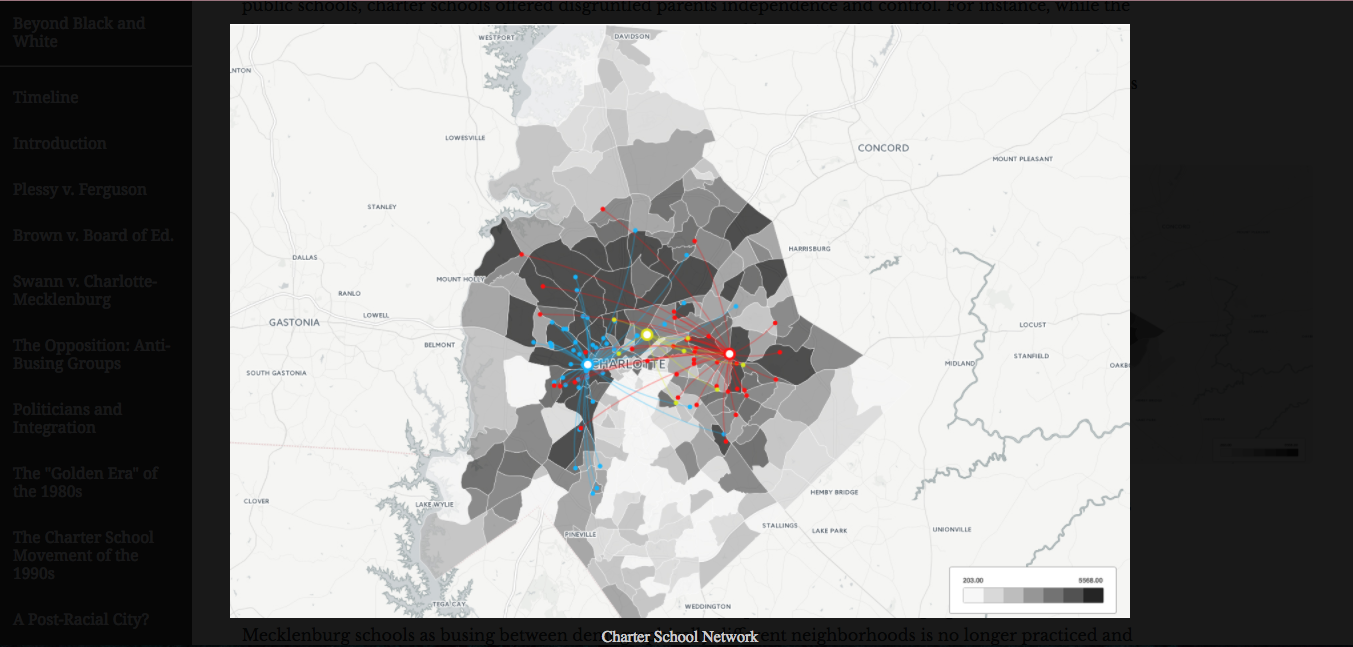 Beyond Black and
White
Timeline
Introduction
Plessy v. Ferguson
Brown v. Board of Ed.
Swann v. Charlotte-
Mecklenburg
The Opposition: Anti-
Busing Groups
Politicians and
Integration
The "Golden Era" of
the 1980s
The Charter School
Movement of the
1990s
A Post-Racial City?
public schools, charter schools offered disgruntled parents independence and control. For instance, while the
s
WESTPORT
DAVIDSON
NTON
LOWESVILLE
CONCORD
MOUNT PLEASANT
STANLEY
HARRISBURG
DALLAS
MOUNT HOLLY
RANLO
LOWELL
GASTONIA
LOCUST
BELMONT
CHARLOTTE
STANFIELD
MIDLAND
OAKB
SOUTH GASTONIA
HEMBY BRIDGE
CLOVER
LAKE WYLIE
STALLINGS
LAKE PARK
UNIONVILLE
PINEVILLE
TEGA CAY
WEDDINGTON
203.00 5568.00
Mecklenburg schools as busing between neighborhoods is no longer practiced and
Charter School Network